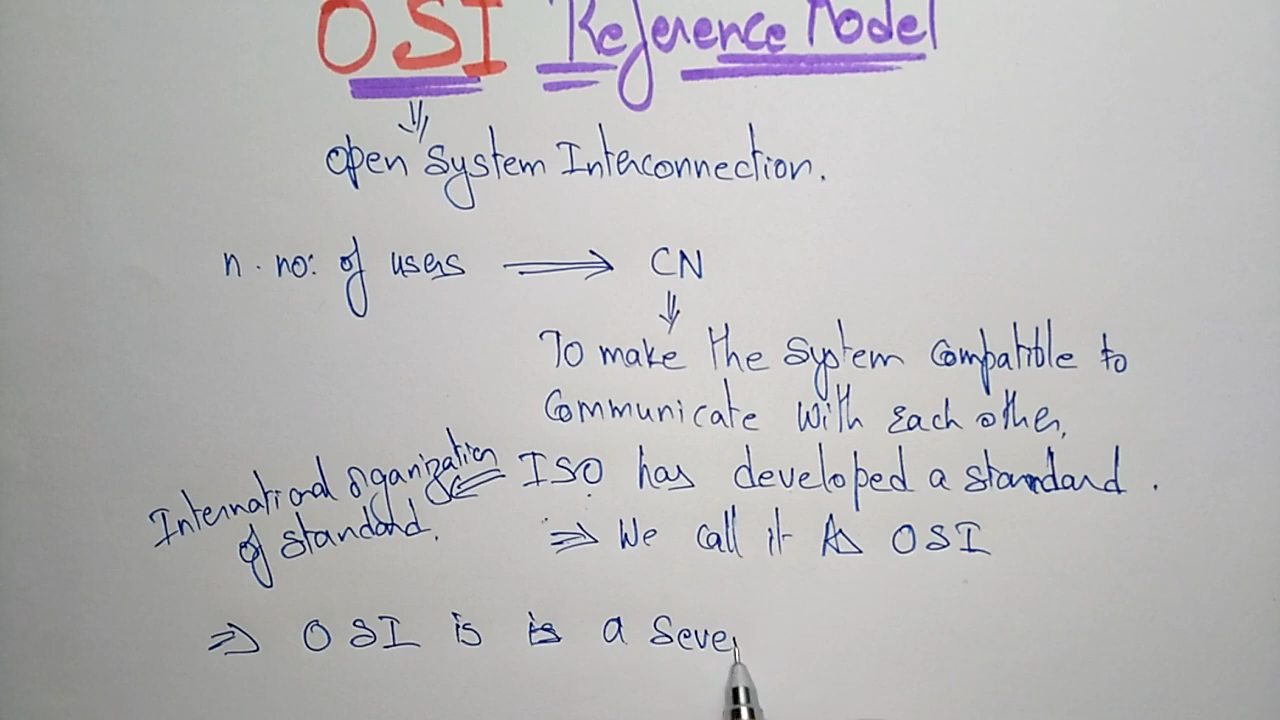 OSI Reference Model
Open System Interconnection.
n. no: of users ⟹ CN
To make the system compatible to
communicate with each other,
ISO has developed a standard.
International organization
of standard.
⇒ We call it As OSI
⇒ OSI is is a Seve